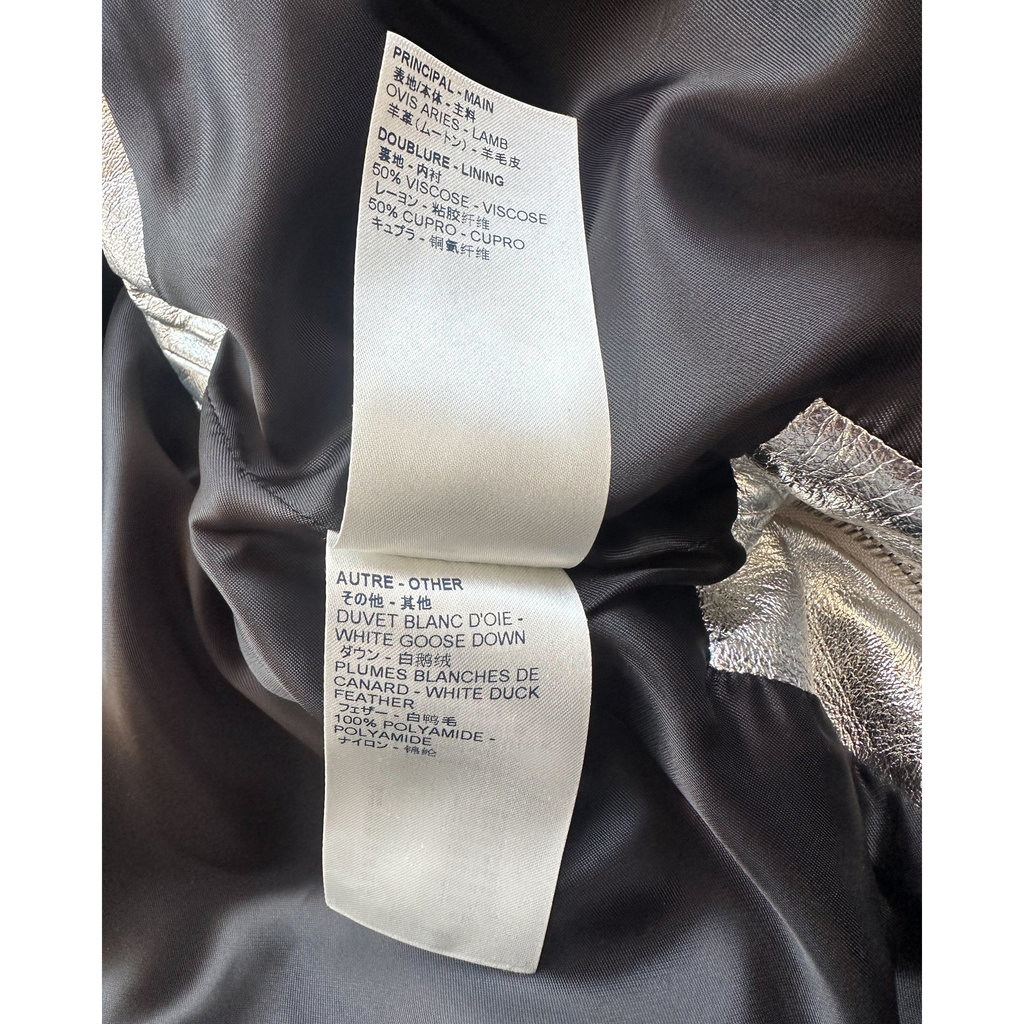 PRINCIPAL - MAIN
表地/本体 - 主料
OVIS ARIES - LAMB
羊革(ムートン) - 羊毛皮
DOUBLURE - LINING
裏地 - 内衬
50% VISCOSE - VISCOSE
レーヨン - 粘胶纤维
50% CUPRO - CUPRO
キュプラ - 铜氨纤维
AUTRE - OTHER
その他 - 其他
DUVET BLANC D'OIE -
WHITE GOOSE DOWN
ダウン - 白鹅绒
PLUMES BLANCHES DE
CANARD - WHITE DUCK
FEATHER
フェザー - 白鸭毛
100% POLYAMIDE -
POLYAMIDE
ナイロン - 锦纶